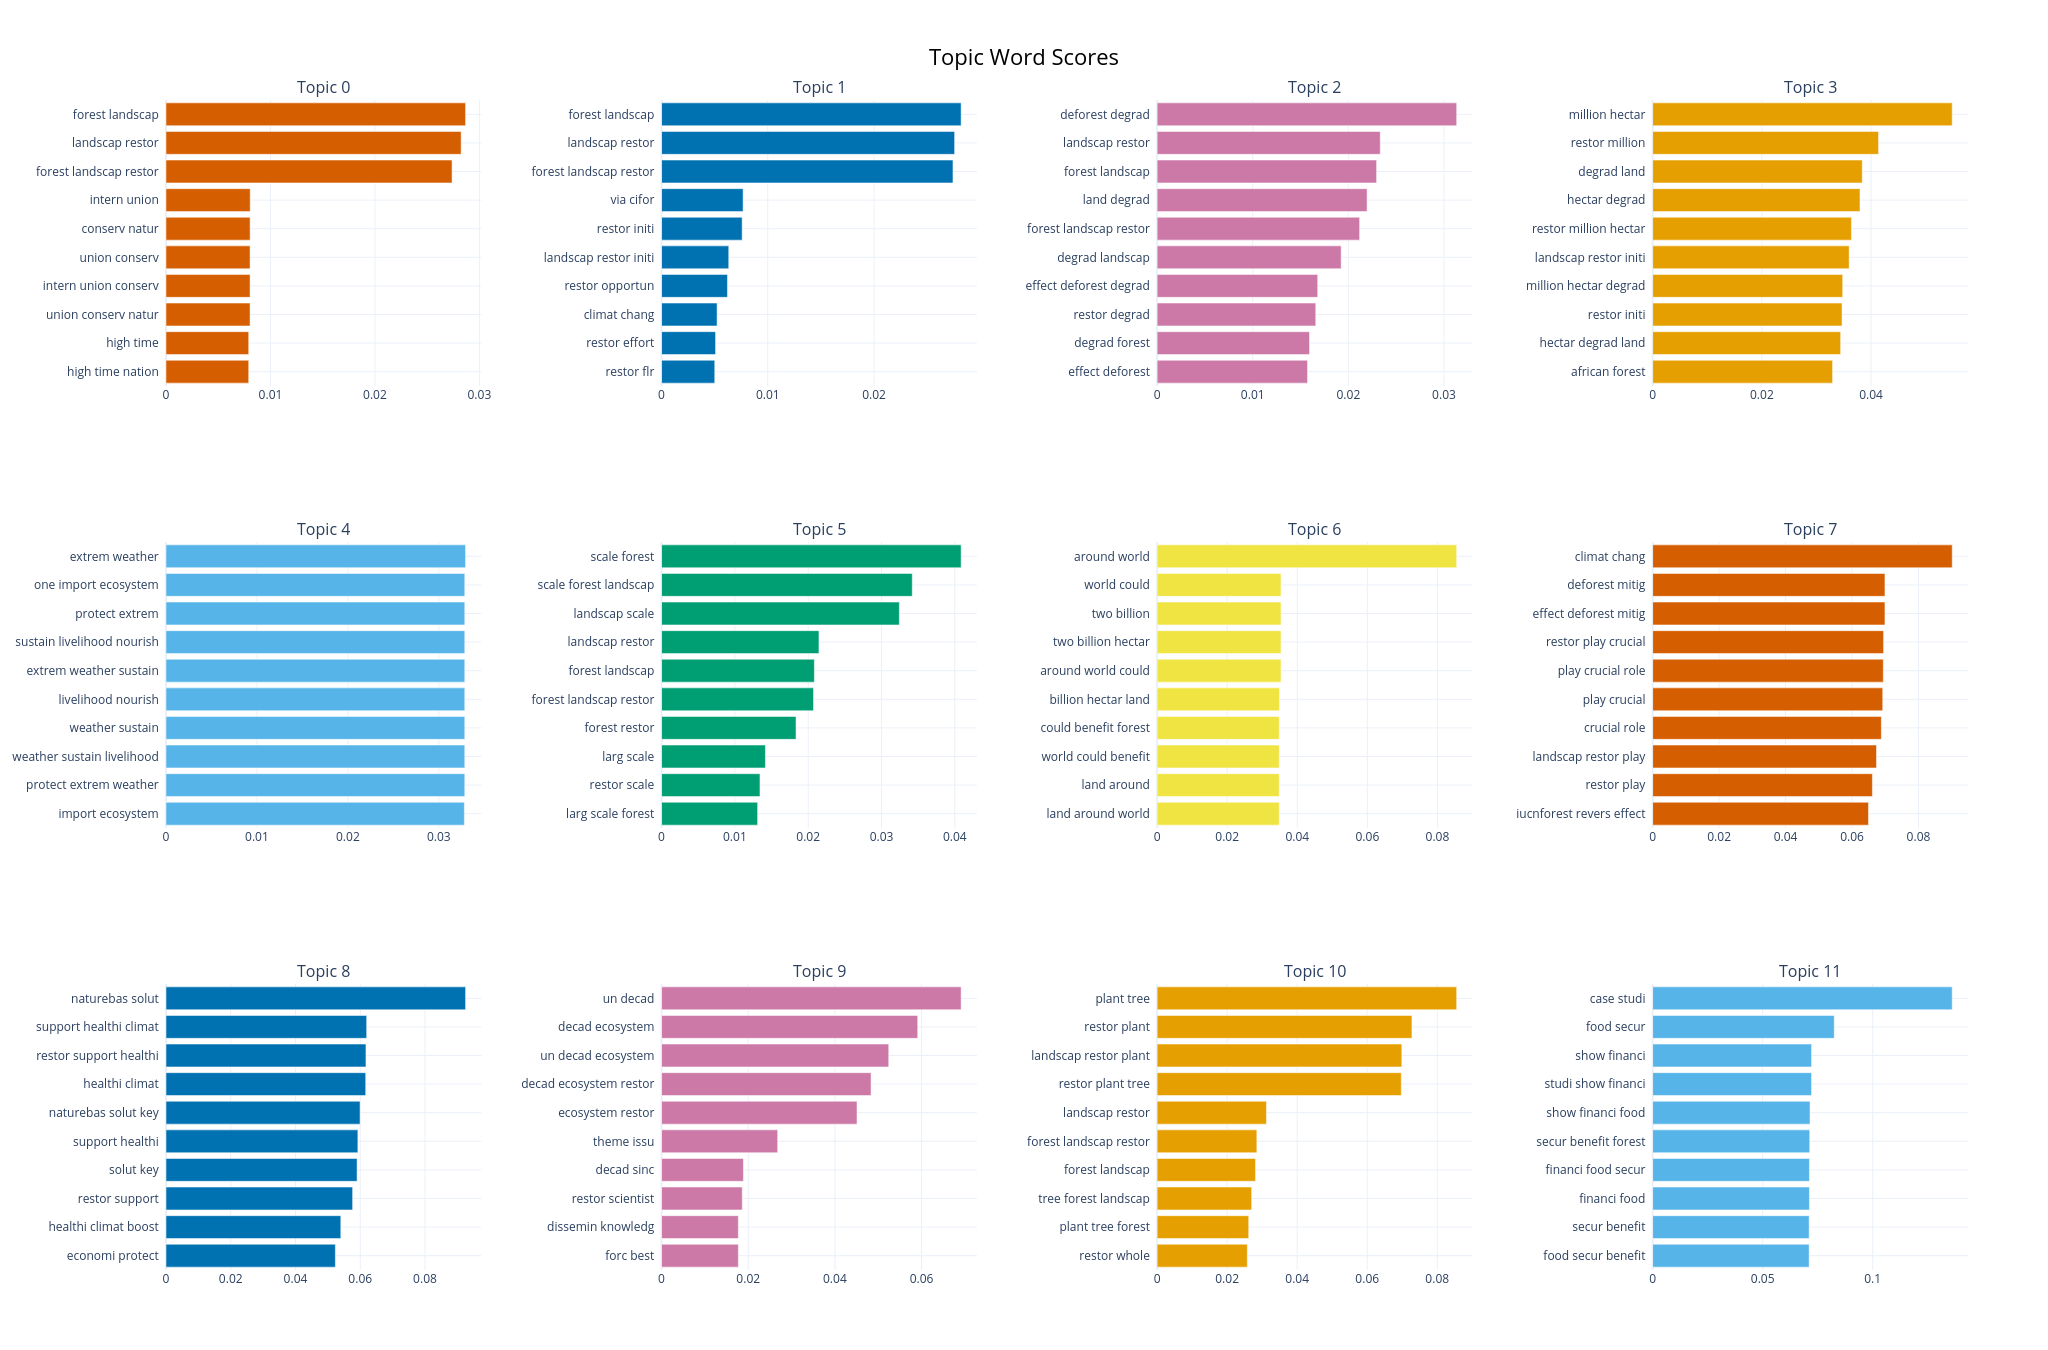 Topic Word Scores
Topic 0
forest landscap
landscap restor
forest landscap restor
intern union
conserv natur
union conserv
intern union conserv
union conserv natur
high time
high time nation
0 0.01 0.02 0.03
Topic 1
forest landscap
landscap restor
forest landscap restor
via cifor
restor initi
landscap restor initi
restor opportun
climat chang
restor effort
restor flr
0 0.01 0.02
Topic 2
deforest degrad
landscap restor
forest landscap
land degrad
forest landscap restor
degrad landscap
effect deforest degrad
restor degrad
degrad forest
effect deforest
0 0.01 0.02 0.03
Topic 3
million hectar
restor million
degrad land
hectar degrad
restor million hectar
landscap restor initi
million hectar degrad
restor initi
hectar degrad land
african forest
0 0.02 0.04
Topic 4
extrem weather
one import ecosystem
protect extrem
sustain livelihood nourish
extrem weather sustain
livelihood nourish
weather sustain
weather sustain livelihood
protect extrem weather
import ecosystem
0 0.01 0.02 0.03
Topic 5
scale forest
scale forest landscap
landscap scale
landscap restor
forest landscap
forest landscap restor
forest restor
larg scale
restor scale
larg scale forest
0 0.01 0.02 0.03 0.04
Topic 6
around world
world could
two billion
two billion hectar
around world could
billion hectar land
could benefit forest
world could benefit
land around
land around world
0 0.02 0.04 0.06 0.08
Topic 7
climat chang
deforest mitig
effect deforest mitig
restor play crucial
play crucial role
play crucial
crucial role
landscap restor play
restor play
iucnforest revers effect
0 0.02 0.04 0.06 0.08
Topic 8
naturebas solut
support healthi climat
restor support healthi
healthi climat
naturebas solut key
support healthi
solut key
restor support
healthi climat boost
economi protect
0 0.02 0.04 0.06 0.08
Topic 9
un decad
decad ecosystem
un decad ecosystem
decad ecosystem restor
ecosystem restor
theme issu
decad sinc
restor scientist
dissemin knowledg
forc best
0 0.02 0.04 0.06
Topic 10
plant tree
restor plant
landscap restor plant
restor plant tree
landscap restor
forest landscap restor
forest landscap
tree forest landscap
plant tree forest
restor whole
0 0.02 0.04 0.06 0.08
Topic 11
case studi
food secur
show financi
studi show financi
show financi food
secur benefit forest
financi food secur
financi food
secur benefit
food secur benefit
0 0.05 0.1